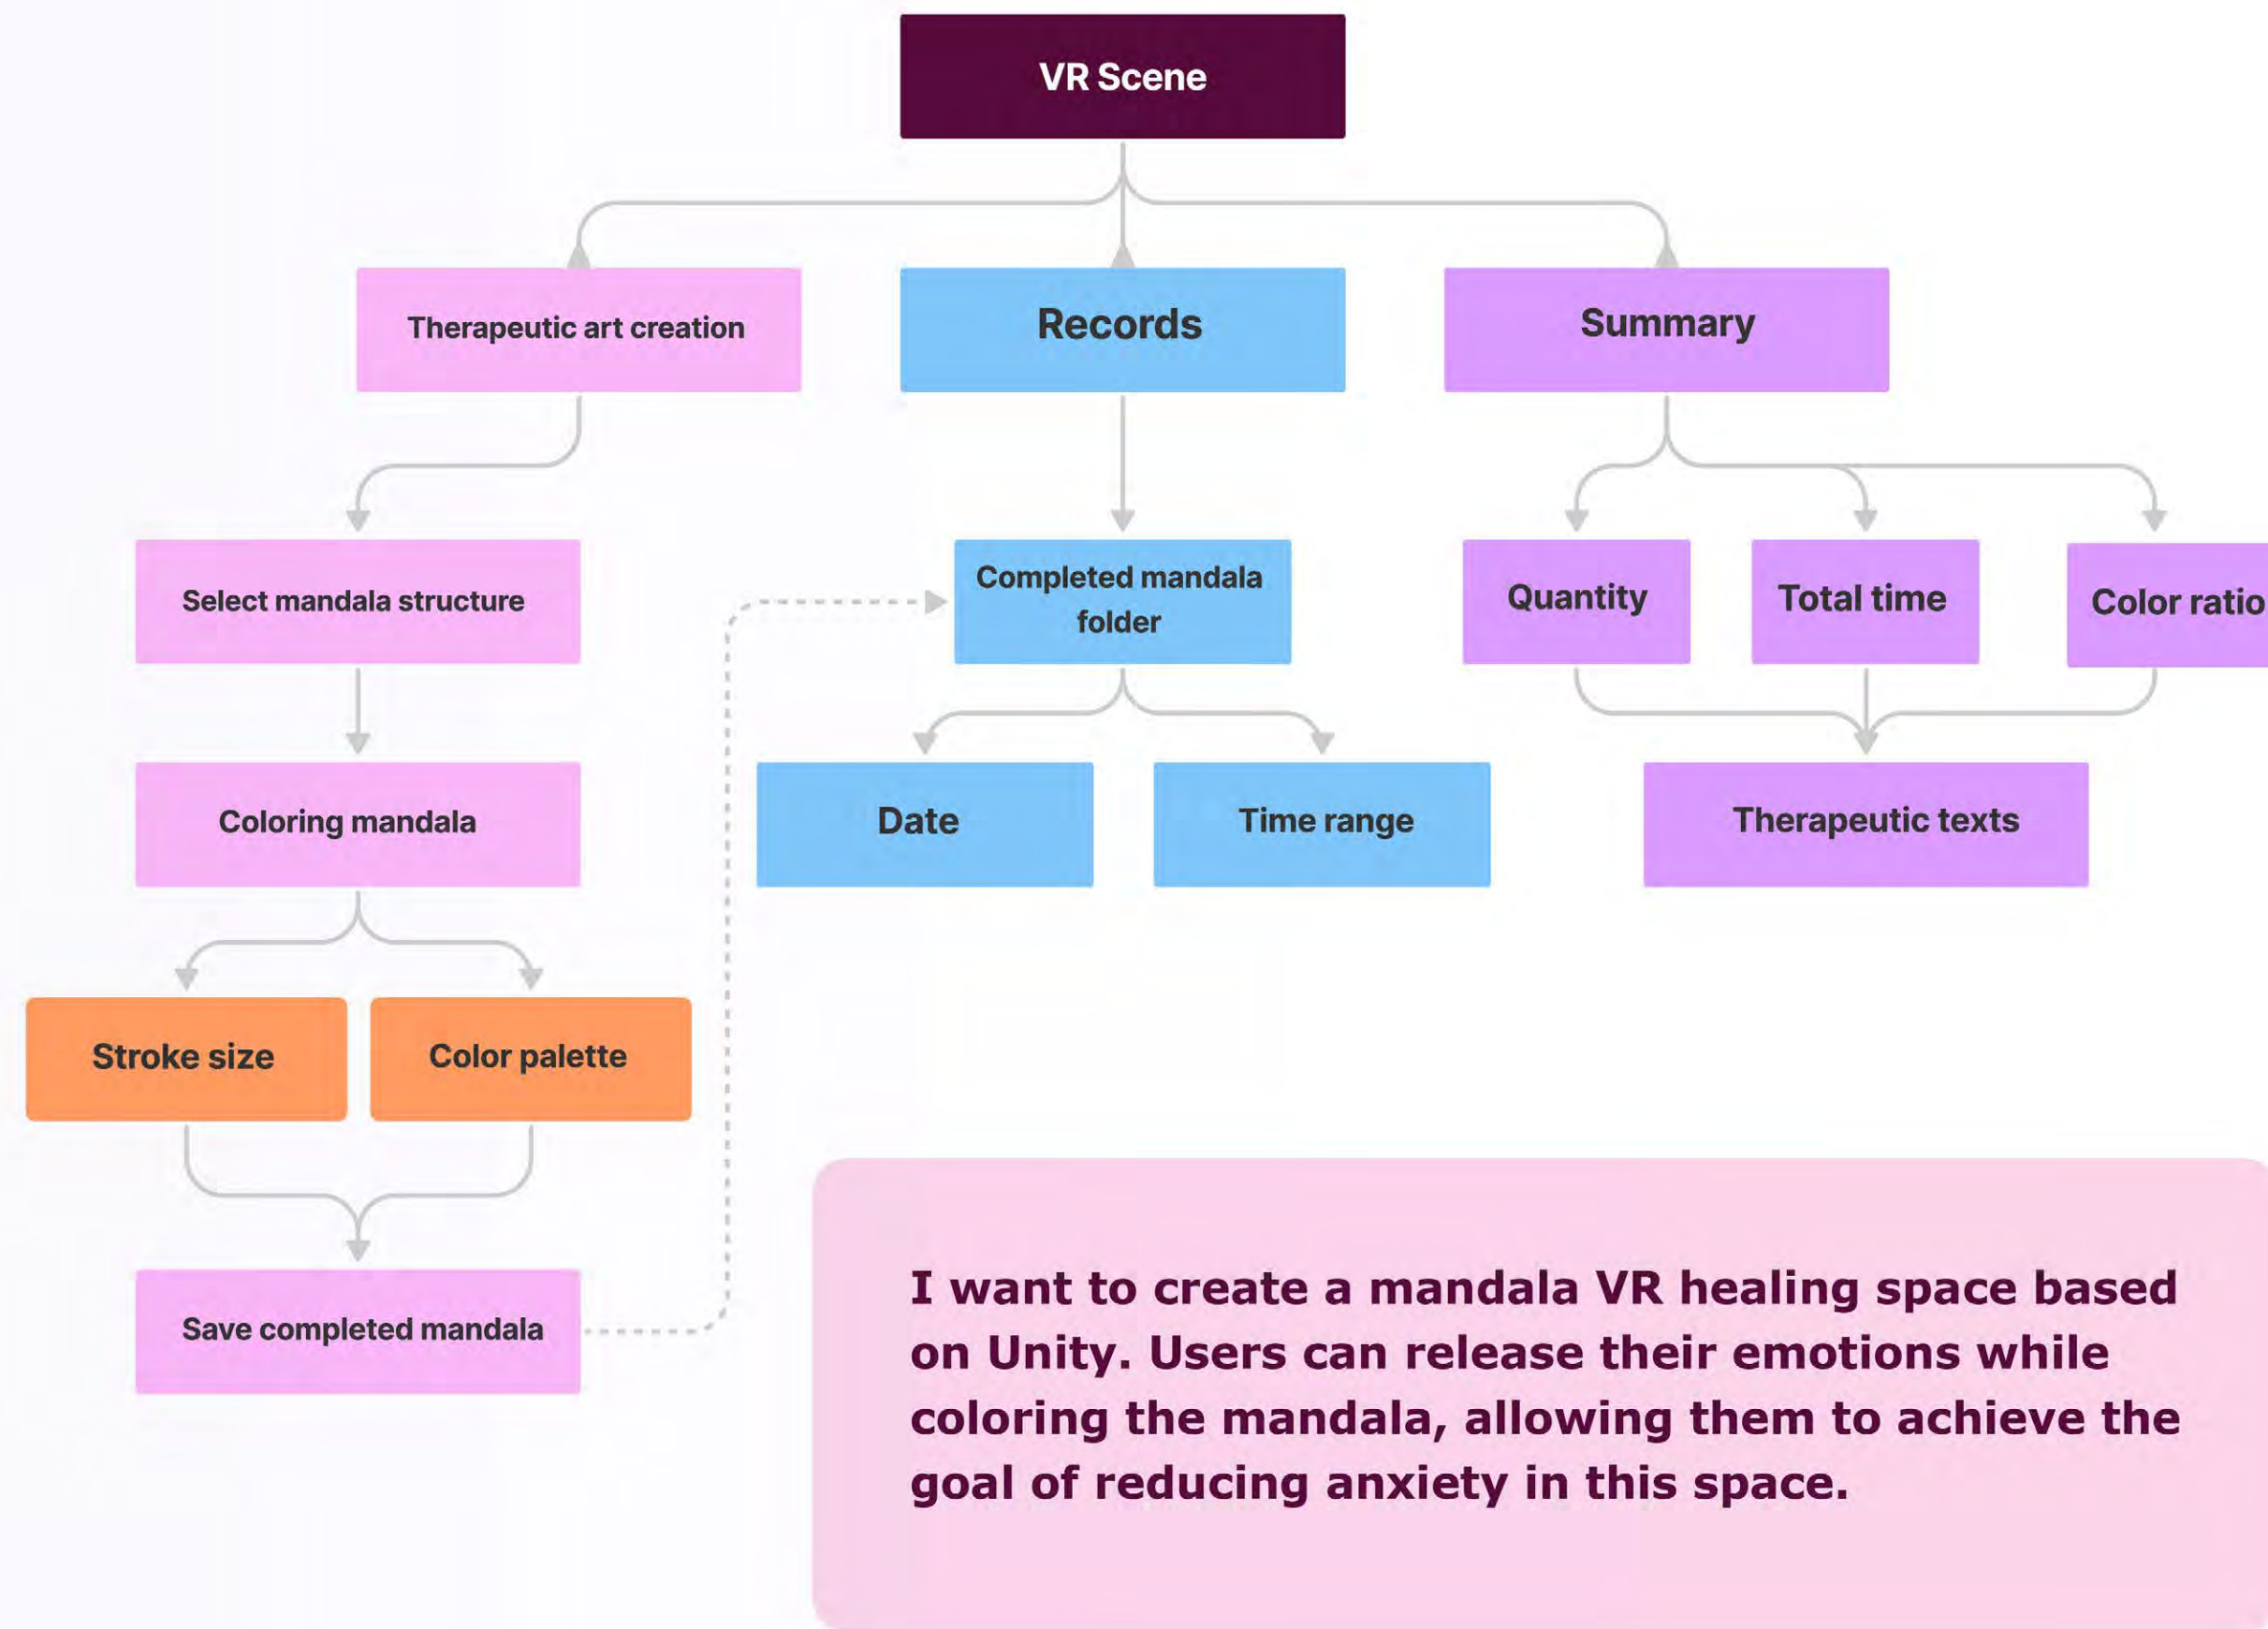 VR Scene
Therapeutic art creation
Records
Summary
Select mandala structure
Completed mandala
folder
Quantity
Total time
Color ratio
Coloring mandala
Date
Time range
Therapeutic texts
Stroke size
Color palette
Save completed mandala
I want to create a mandala VR healing space based
on Unity. Users can release their emotions while
coloring the mandala, allowing them to achieve the
goal of reducing anxiety in this space.